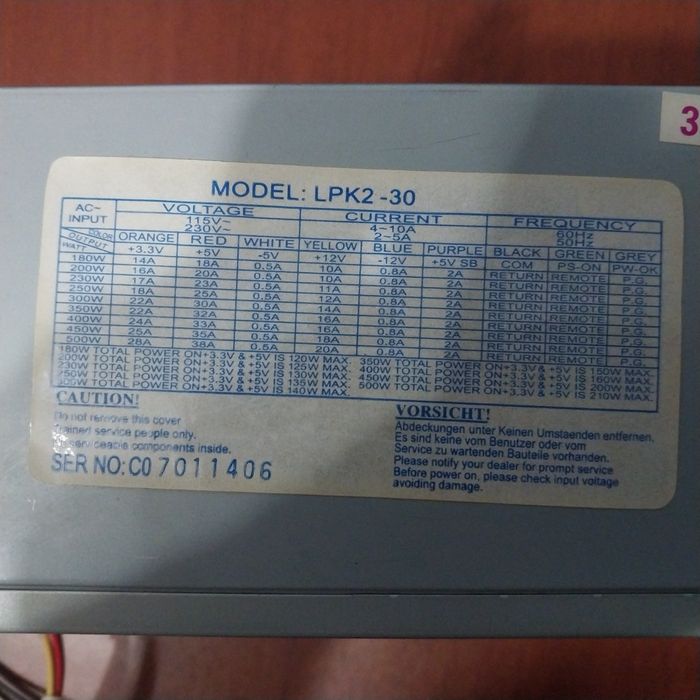 3
MODEL: LPK2-30
AC~ INPUT VOLTAGE CURRENT FREQUENCY
115V~ 4~10A 60HZ
230V~ 2~5A 50HZ
COLOR ORANGE RED WHITE YELLOW BLUE PURPLE BLACK GREEN GREY
OUTPUT WATT +3.3V +5V -5V +12V -12V +5V SB COM PS-ON PW-OK
180W 14A 18A 0.5A 10A 0.8A 2A RETURN REMOTE P.G.
200W 16A 20A 0.5A 10A 0.8A 2A RETURN REMOTE P.G.
230W 17A 23A 0.5A 11A 0.8A 2A RETURN REMOTE P.G.
250W 18A 25A 0.5A 12A 0.8A 2A RETURN REMOTE P.G.
300W 22A 30A 0.5A 14A 0.8A 2A RETURN REMOTE P.G.
350W 22A 32A 0.5A 16A 0.8A 2A RETURN REMOTE P.G.
400W 24A 33A 0.5A 16A 0.8A 2A RETURN REMOTE P.G.
450W 25A 35A 0.5A 18A 0.8A 2A RETURN REMOTE P.G.
500W 28A 38A 0.5A 20A 0.8A 2A RETURN REMOTE P.G.
180W TOTAL POWER ON+3.3V & +5V IS 120W MAX. 350W TOTAL POWER ON+3.3V & +5V IS 150W MAX.
200W TOTAL POWER ON+3.3V & +5V IS 125W MAX. 400W TOTAL POWER ON+3.3V & +5V IS 160W MAX.
230W TOTAL POWER ON+3.3V & +5V IS 130W MAX. 450W TOTAL POWER ON+3.3V & +5V IS 200W MAX.
250W TOTAL POWER ON+3.3V & +5V IS 135W MAX. 500W TOTAL POWER ON+3.3V & +5V IS 210W MAX.
300W TOTAL POWER ON+3.3V & +5V IS 140W MAX.
CAUTION!
Do not remove this cover
Trained service people only.
No serviceable components inside.
SER NO: C07011406
VORSICHT!
Abdeckungen unter Keinen Umstaenden entfernen.
Es sind keine vom Benutzer oder vom
Service zu wartenden Bauteile vorhanden.
Please notify your dealer for prompt service
Before power on, please check input voltage
avoiding damage.